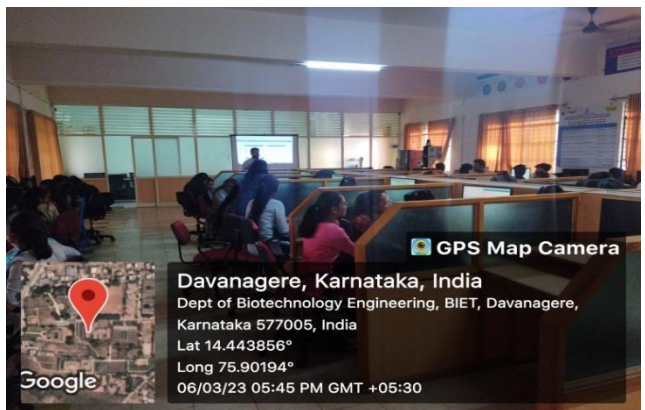 GPS Map Camera
Davanagere, Karnataka, India
Dept of Biotechnology Engineering, BIET, Davanagere,
Karnataka 577005, India
Lat 14.443856°
Long 75.90194°
06/03/23 05:45 PM GMT +05:30
Google